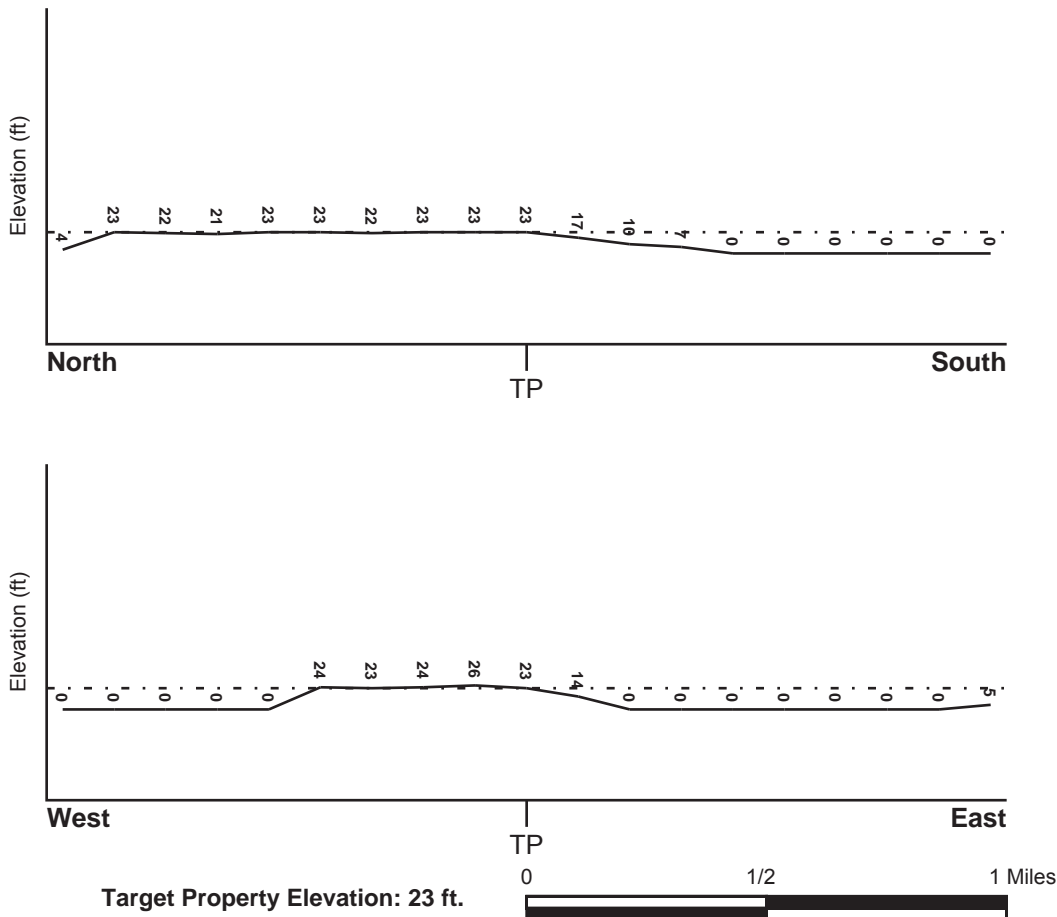 Elevation (ft)
4 23 22 21 23 23 22 23 23 23 17 10 7 0 0 0 0 0 0
North South
TP
Elevation (ft)
0 0 0 0 0 24 23 24 26 23 14 0 0 0 0 0 0 0 5
West East
TP
Target Property Elevation: 23 ft.
0 1/2 1 Miles